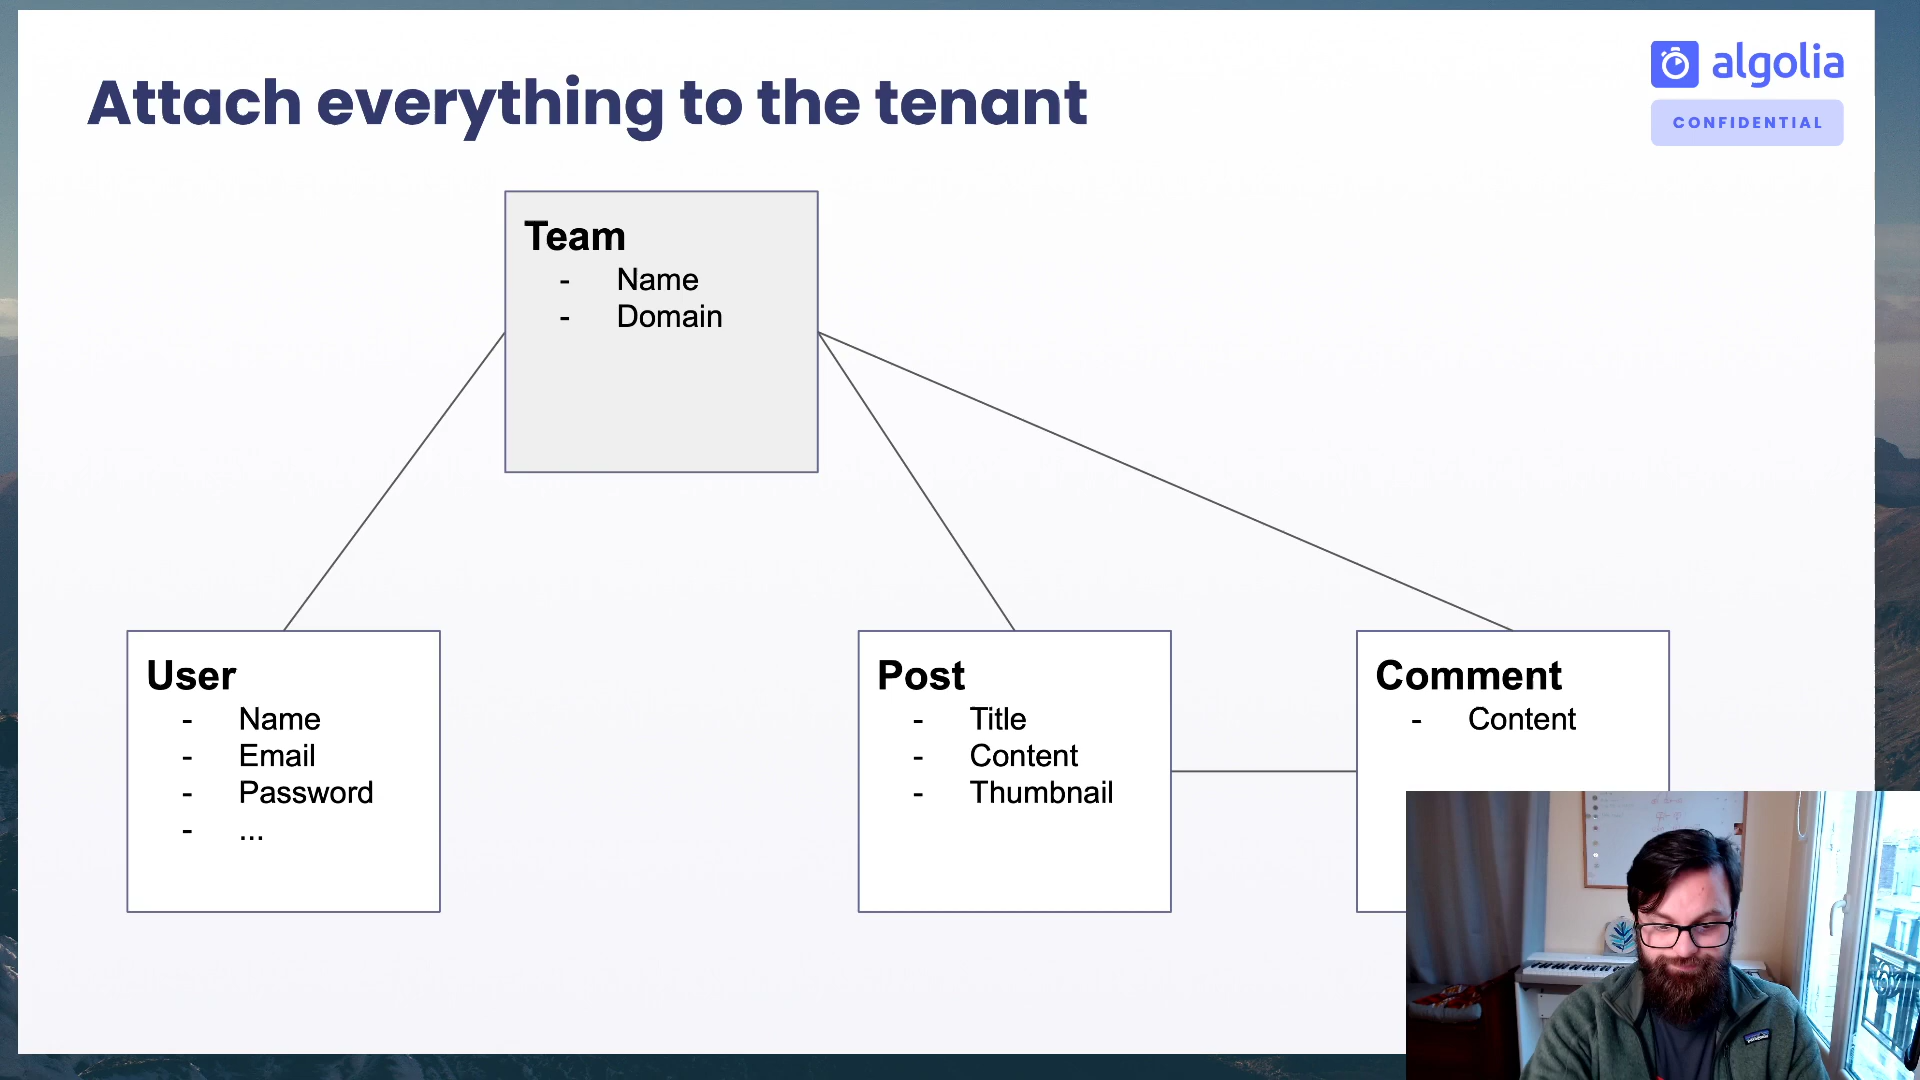 Attach everything to the tenant
algolia
CONFIDENTIAL
Team
- Name
- Domain
User
- Name
- Email
- Password
- ...
Post
- Title
- Content
- Thumbnail
Comment
- Content